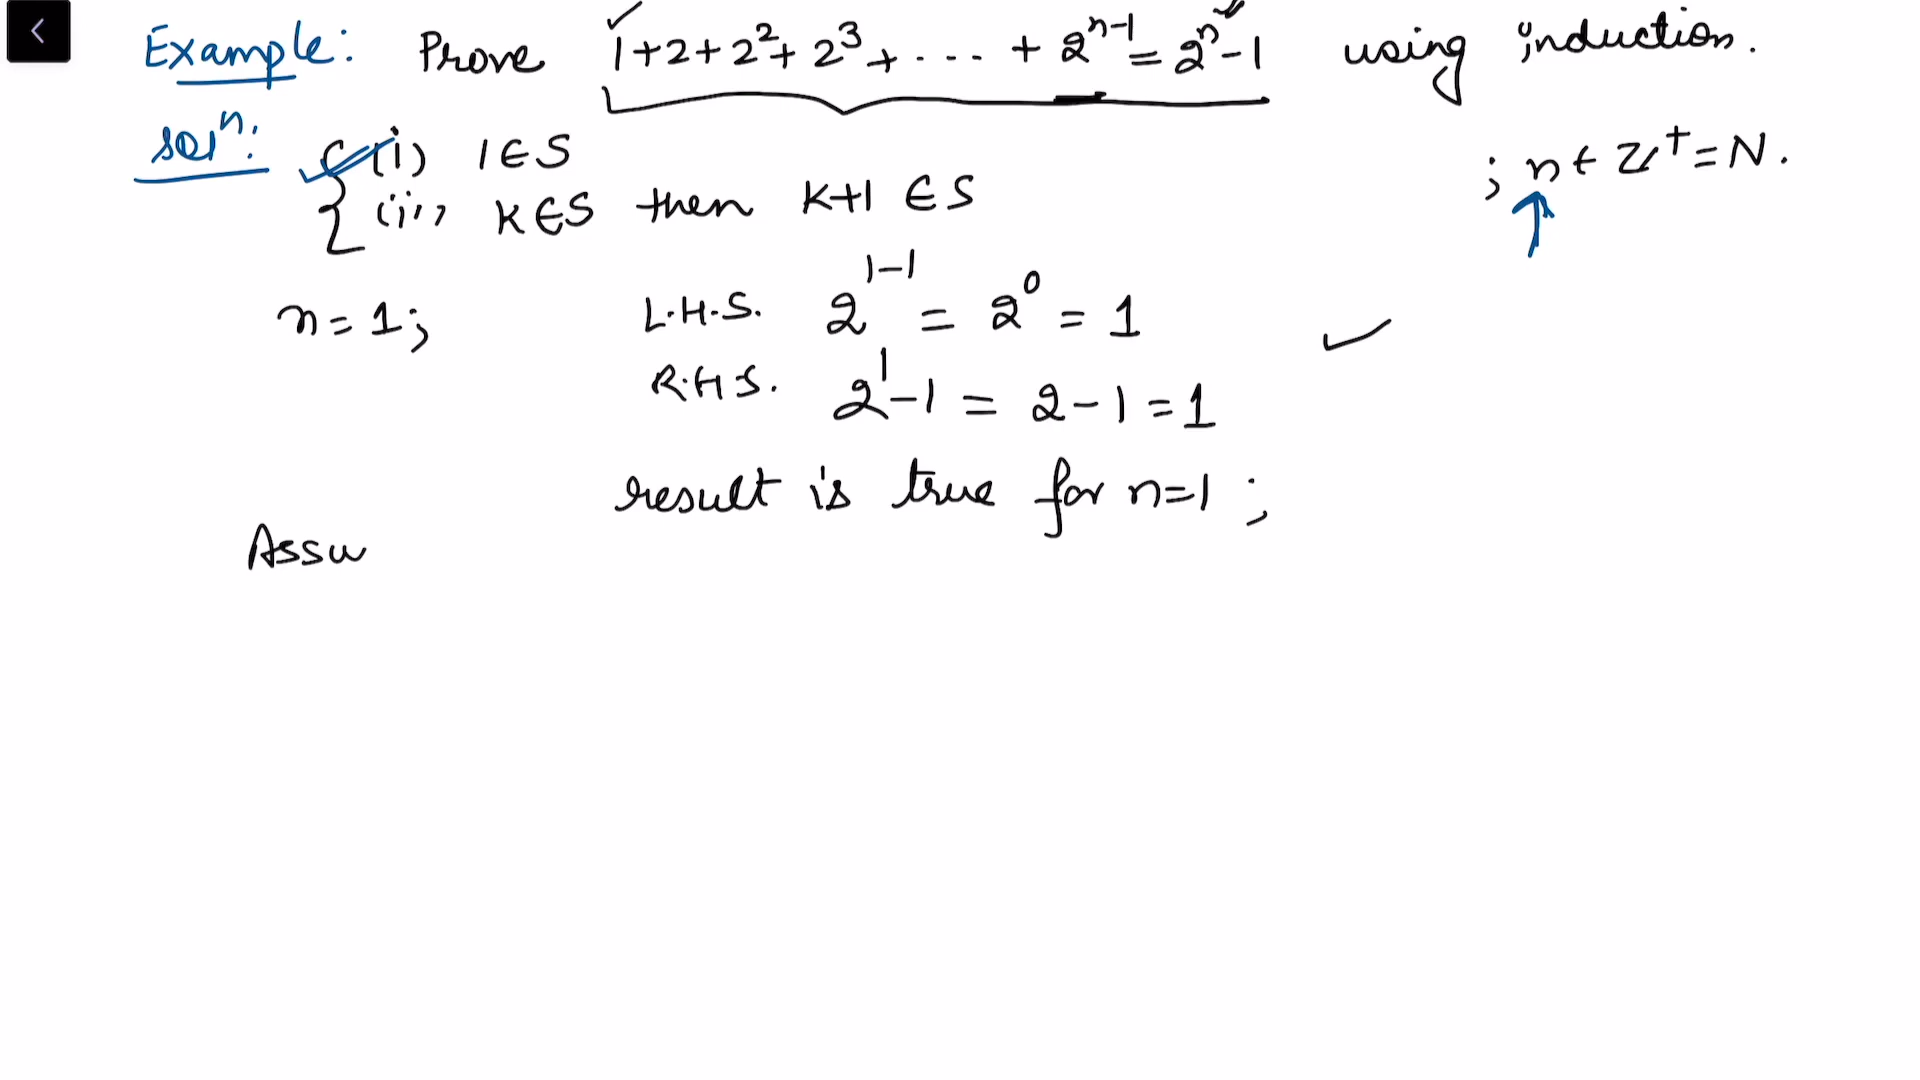 Example: Prove 1+2+2²+2³+.... + 2ⁿ⁻¹ = 2ⁿ-1 using induction.
solⁿ: (i) 1∈S ; n∈ℤ⁺=N.
(ii) K∈S then K+1 ∈S
n=1; L.H.S. 2¹⁻¹ = 2⁰ = 1
R.H.S. 2¹-1 = 2-1=1
result is true for n=1 ;
Assu